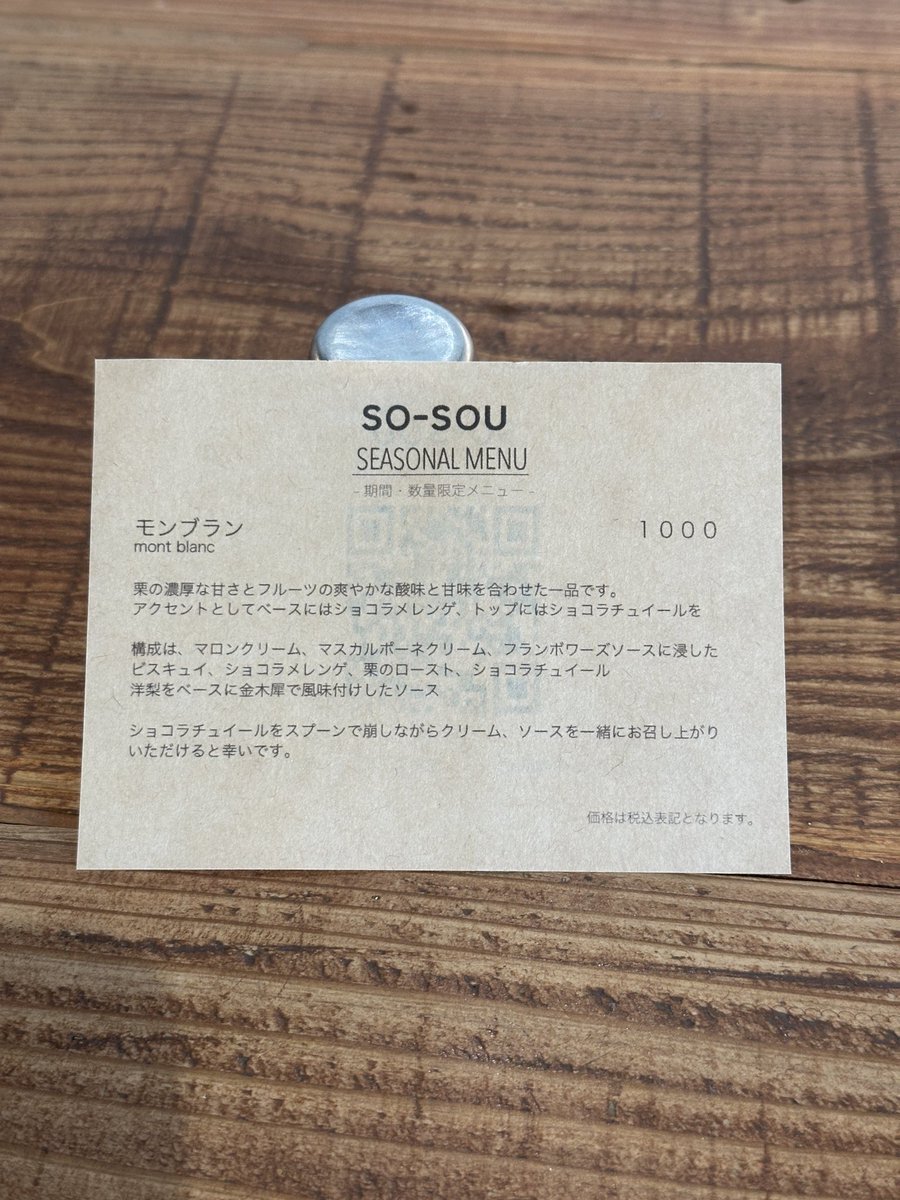 SO-SOU
SEASONAL MENU
- 期間・数量限定メニュー -
モンブラン
1000
mont blanc
栗の濃厚な甘さとフルーツの爽やかな酸味と甘味を合わせた一品です。
アクセントとしてベースにはショコラメレンゲ、トップにはショコラチュイールを
構成は、マロンクリーム、マスカルポーネクリーム、フランボワーズソースに浸した
ビスキュイ、ショコラメレンゲ、栗のロースト、ショコラチュイール
洋梨をベースに金木犀で風味付けしたソース
ショコラチュイールをスプーンで崩しながらクリーム、ソースを一緒にお召し上がり
いただけると幸いです。
価格は税込表記となります。